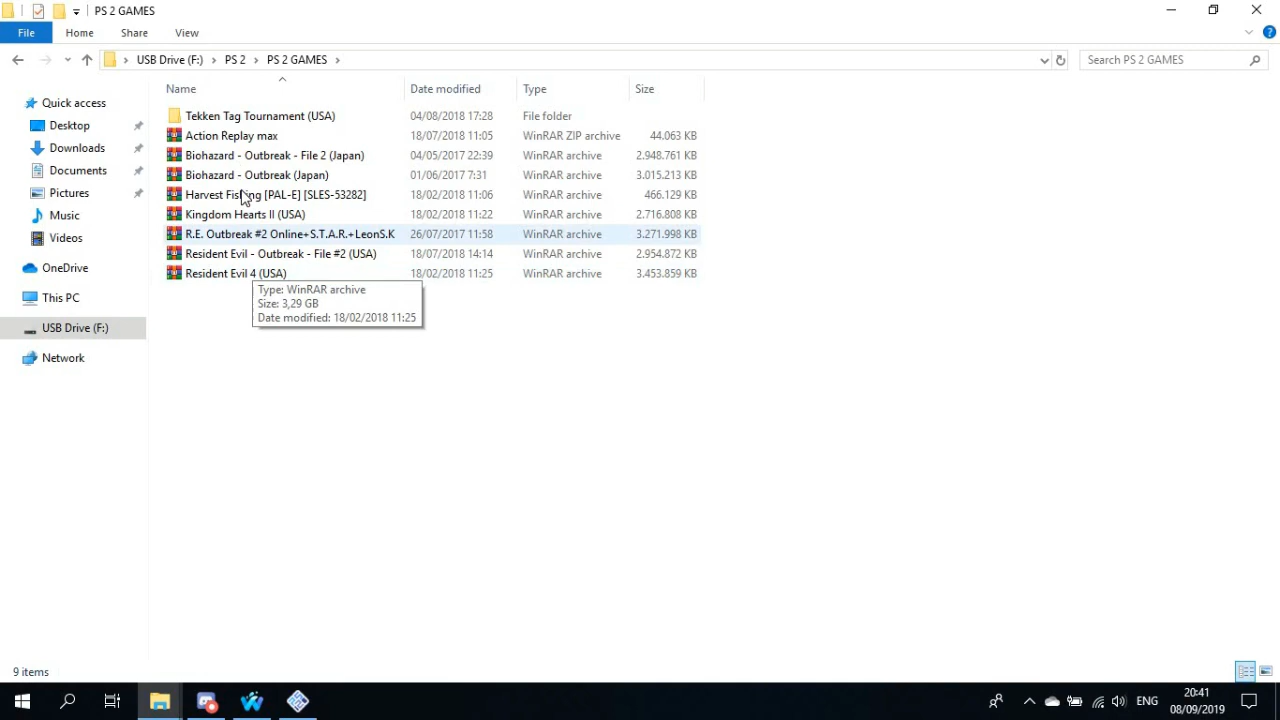 PS 2 GAMES
File Home Share View
USB Drive (F:) PS 2 PS 2 GAMES Search PS 2 GAMES
Name Date modified Type Size
Quick access
Desktop
Downloads
Documents
Pictures
Music
Videos
OneDrive
This PC
USB Drive (F:)
Network
Tekken Tag Tournament (USA) 04/08/2018 17:28 File folder
Action Replay max 18/07/2018 11:05 WinRAR ZIP archive 44.063 KB
Biohazard - Outbreak - File 2 (Japan) 04/05/2017 22:39 WinRAR archive 2.948.761 KB
Biohazard - Outbreak (Japan) 01/06/2017 7:31 WinRAR archive 3.015.213 KB
Harvest Fishing [PAL-E] [SLES-53282] 18/02/2018 11:06 WinRAR archive 466.129 KB
Kingdom Hearts II (USA) 18/02/2018 11:22 WinRAR archive 2.716.808 KB
R.E. Outbreak #2 Online+S.T.A.R.+LeonS.K 26/07/2017 11:58 WinRAR archive 3.271.998 KB
Resident Evil - Outbreak - File #2 (USA) 18/07/2018 14:14 WinRAR archive 2.954.872 KB
Resident Evil 4 (USA) 18/02/2018 11:25 WinRAR archive 3.453.859 KB
Type: WinRAR archive
Size: 3,29 GB
Date modified: 18/02/2018 11:25
9 items
ENG
20:41
08/09/2019